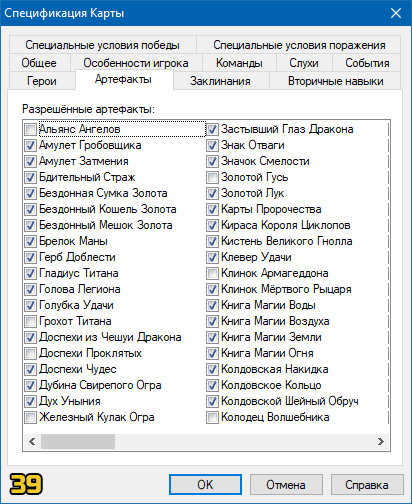 Спецификация Карты
Специальные условия победы
Специальные условия поражения
Общее
Особенности игрока
Команды
Слухи
События
Герои
Артефакты
Заклинания
Вторичные навыки
Разрешённые артефакты:
Альянс Ангелов
Амулет Гробовщика
Амулет Затмения
Бдительный Страж
Бездонная Сумка Золота
Бездонный Кошель Золота
Бездонный Мешок Золота
Брелок Маны
Герб Доблести
Гладиус Титана
Голова Легиона
Голубка Удачи
Грохот Титана
Доспехи из Чешуи Дракона
Доспехи Проклятых
Доспехи Чудес
Дубина Свирепого Огра
Дух Уныния
Железный Кулак Огра
Застывший Глаз Дракона
Знак Отваги
Значок Смелости
Золотой Гусь
Золотой Лук
Карты Пророчества
Кираса Короля Циклопов
Кистень Великого Гнолла
Клевер Удачи
Клинок Армагеддона
Клинок Мёртвого Рыцаря
Книга Магии Воды
Книга Магии Воздуха
Книга Магии Земли
Книга Магии Огня
Колдовская Накидка
Колдовское Кольцо
Колдовской Шейный Обруч
Колодец Волшебника
39
OK
Отмена
Справка